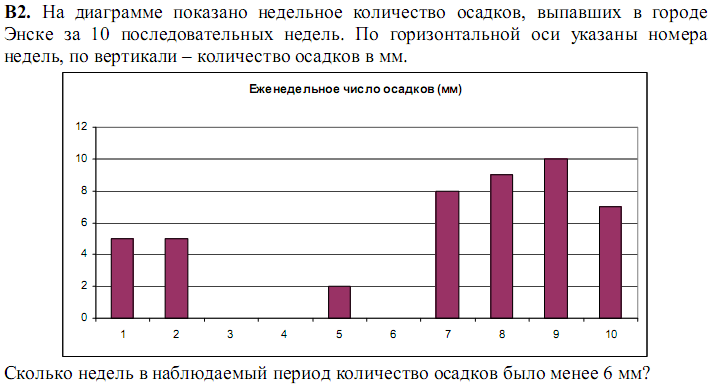 В2. На диаграмме показано недельное количество осадков, выпавших в городе
Энске за 10 последовательных недель. По горизонтальной оси указаны номера
недель, по вертикали – количество осадков в мм.
Еженедельное число осадков (мм)
12
10
8
6
4
2
0
1 2 3 4 5 6 7 8 9 10
Сколько недель в наблюдаемый период количество осадков было менее 6 мм?